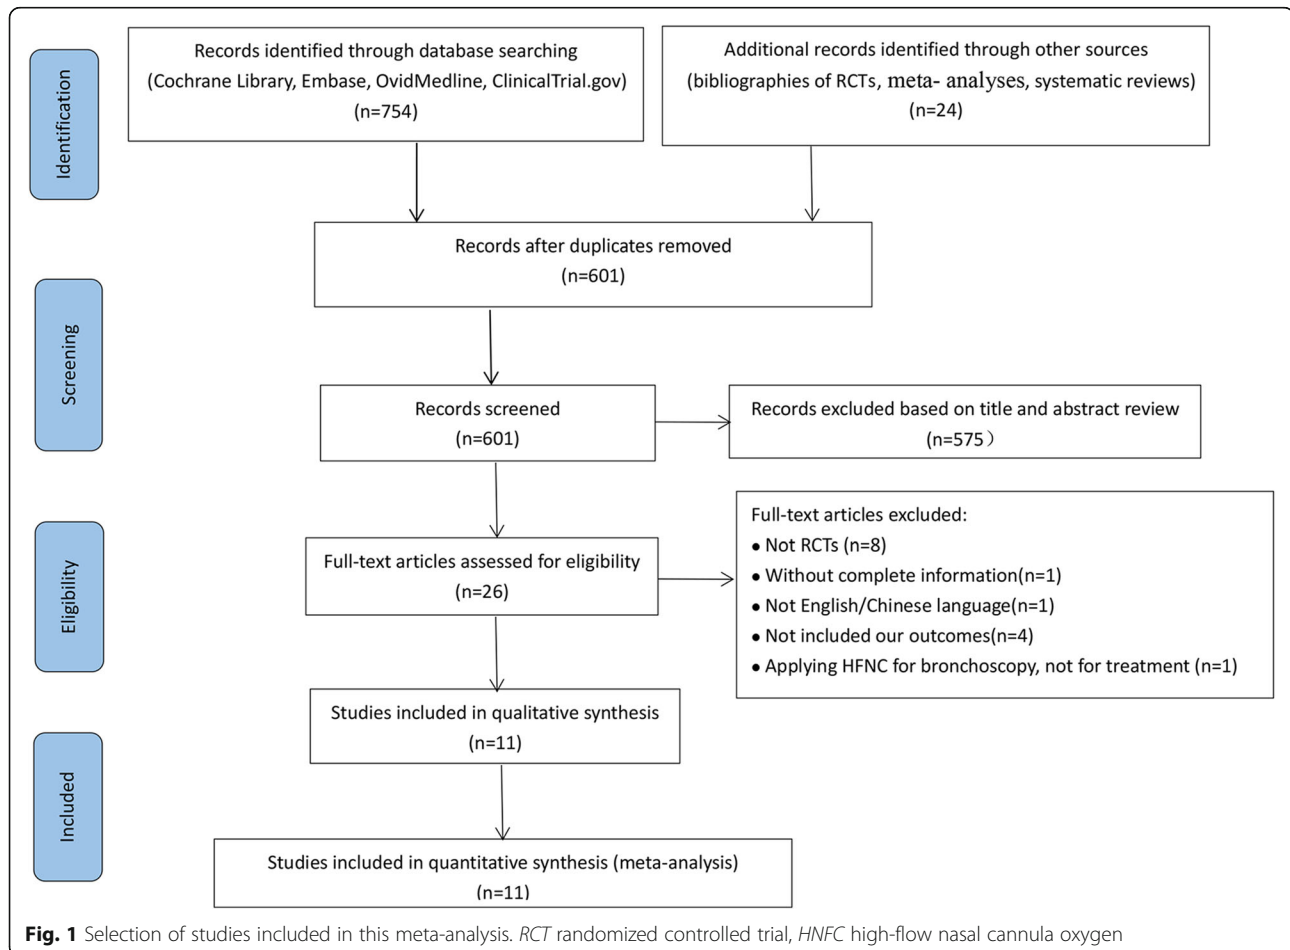 Identification
Records identified through database searching
(Cochrane Library, Embase, OvidMedline, ClinicalTrial.gov)
(n=754)
Additional records identified through other sources
(bibliographies of RCTs, meta- analyses, systematic reviews)
(n=24)
Records after duplicates removed
(n=601)
Screening
Records screened
(n=601)
Records excluded based on title and abstract review
(n=575）
Eligibility
Full-text articles assessed for eligibility
(n=26)
Full-text articles excluded:
● Not RCTs (n=8)
● Without complete information(n=1)
● Not English/Chinese language(n=1)
● Not included our outcomes(n=4)
● Applying HFNC for bronchoscopy, not for treatment (n=1)
Included
Studies included in qualitative synthesis
(n=11)
Studies included in quantitative synthesis (meta-analysis)
(n=11)
Fig. 1 Selection of studies included in this meta-analysis. RCT randomized controlled trial, HNFC high-flow nasal cannula oxygen